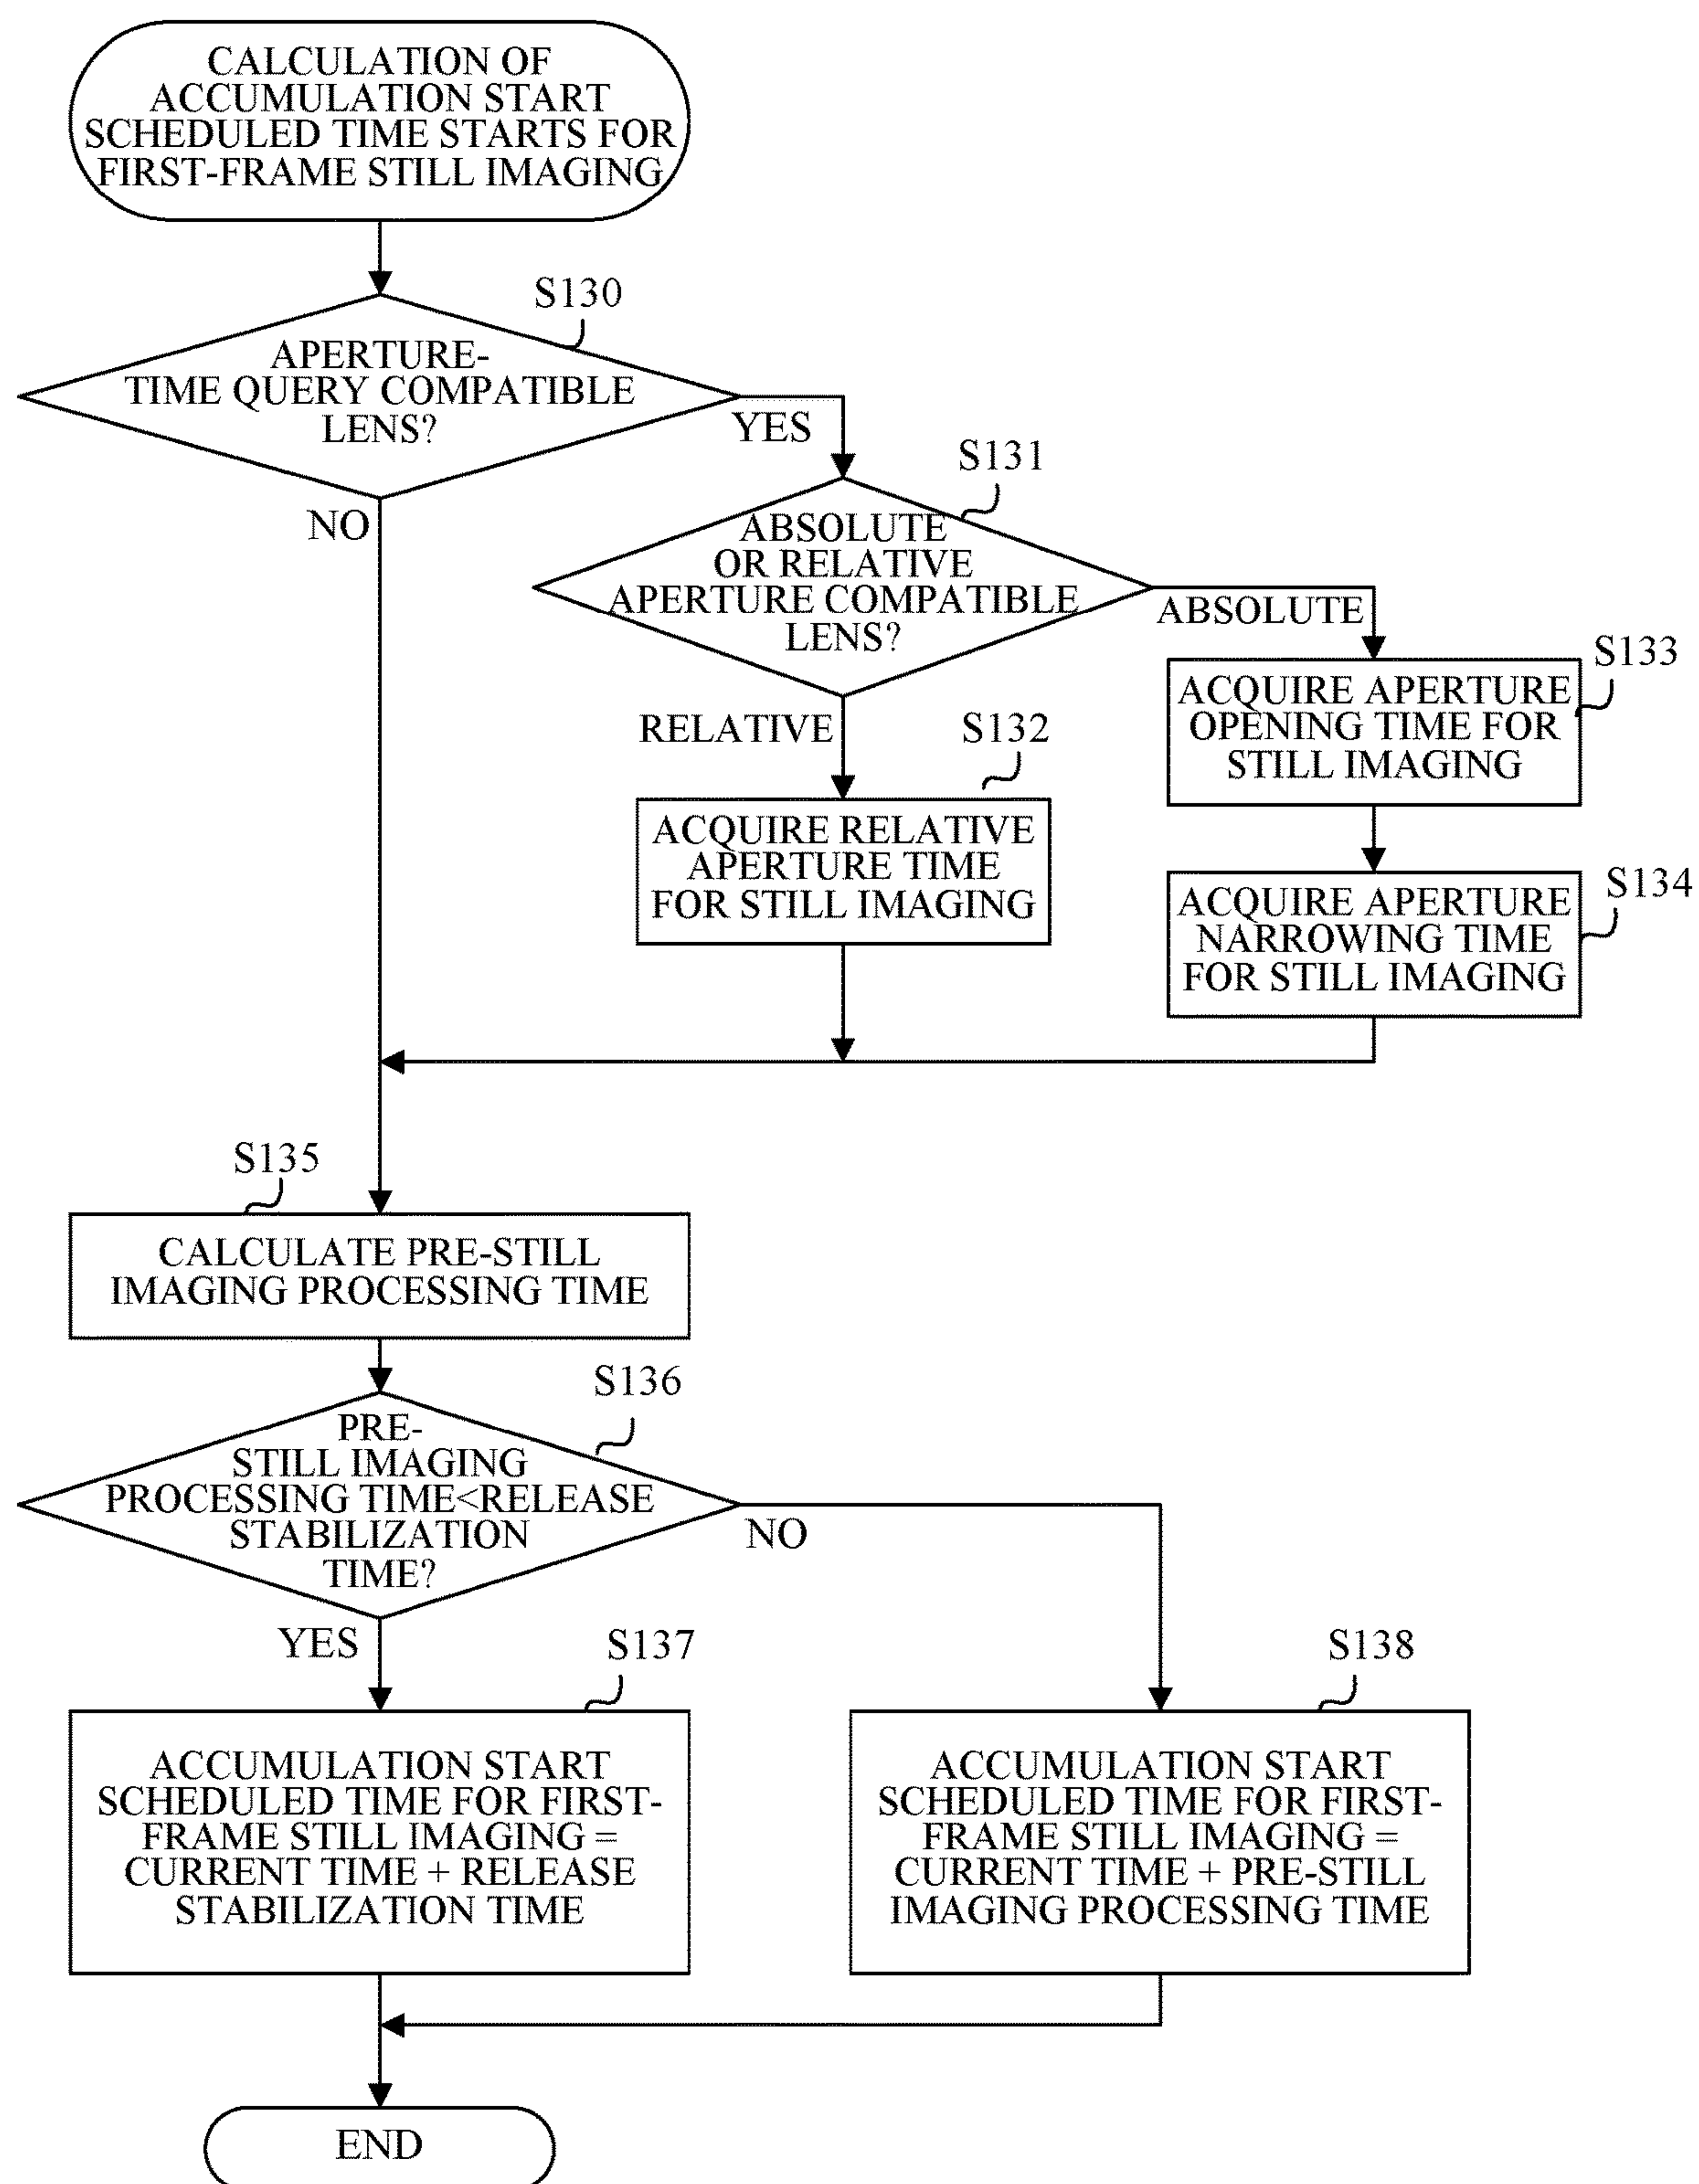 CALCULATION OF
ACCUMULATION START
SCHEDULED TIME STARTS FOR
FIRST-FRAME STILL IMAGING
S130
APERTURE-
TIME QUERY COMPATIBLE
LENS?
YES
NO
S131
ABSOLUTE
OR RELATIVE
APERTURE COMPATIBLE
LENS?
ABSOLUTE
RELATIVE
S133
ACQUIRE APERTURE
OPENING TIME FOR
STILL IMAGING
S132
ACQUIRE RELATIVE
APERTURE TIME
FOR STILL IMAGING
S134
ACQUIRE APERTURE
NARROWING TIME
FOR STILL IMAGING
S135
CALCULATE PRE-STILL
IMAGING PROCESSING TIME
S136
PRE-
STILL IMAGING
PROCESSING TIME<RELEASE
STABILIZATION
TIME?
NO
YES
S137
ACCUMULATION START
SCHEDULED TIME FOR FIRST-
FRAME STILL IMAGING =
CURRENT TIME + RELEASE
STABILIZATION TIME
S138
ACCUMULATION START
SCHEDULED TIME FOR FIRST-
FRAME STILL IMAGING =
CURRENT TIME + PRE-STILL
IMAGING PROCESSING TIME
END